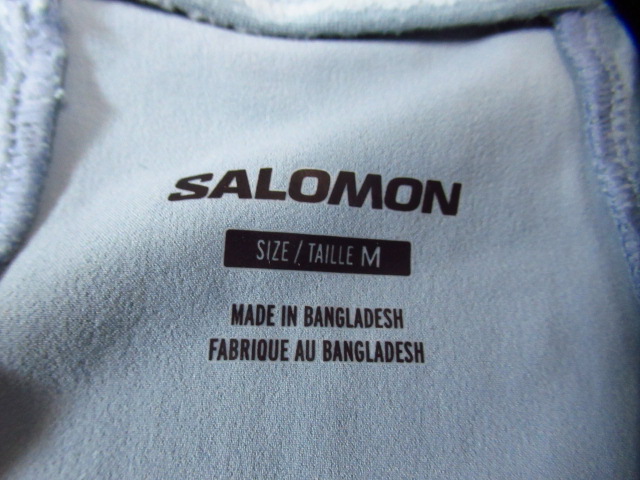 SALOMON
SIZE / TAILLE M
MADE IN BANGLADESH
FABRIQUE AU BANGLADESH